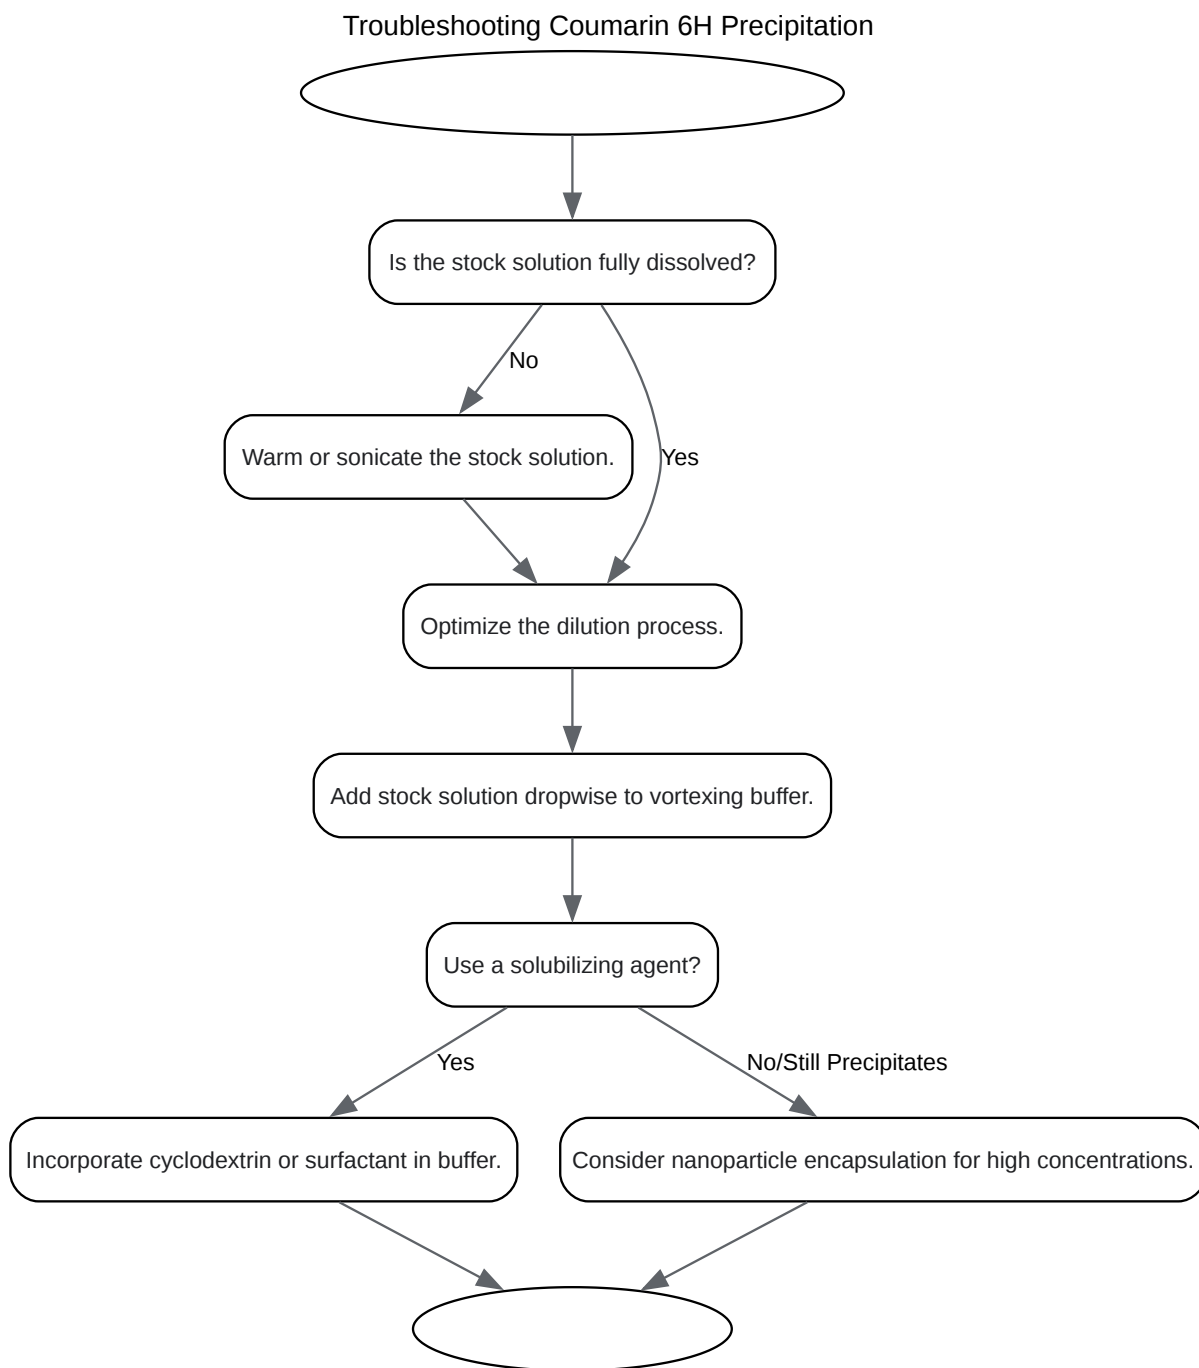 Troubleshooting Coumarin 6H Precipitation
Is the stock solution fully dissolved?
No
Warm or sonicate the stock solution.
Yes
Optimize the dilution process.
Add stock solution dropwise to vortexing buffer.
Use a solubilizing agent?
Yes
No/Still Precipitates
Incorporate cyclodextrin or surfactant in buffer.
Consider nanoparticle encapsulation for high concentrations.